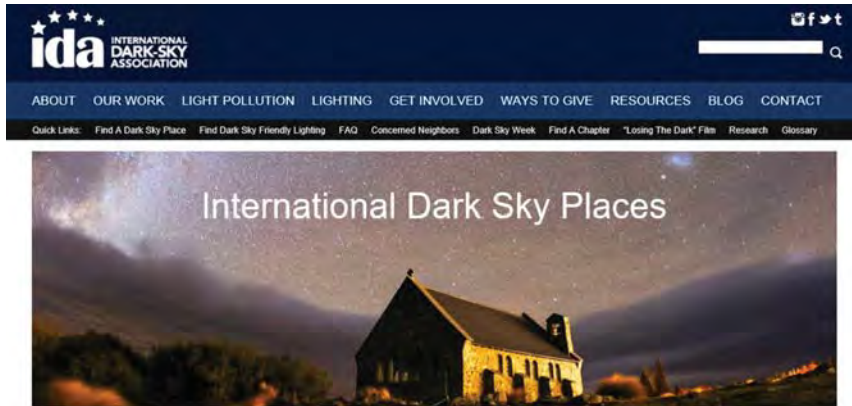 ida INTERNATIONAL
DARK-SKY
ASSOCIATION
ABOUT OUR WORK LIGHT POLLUTION LIGHTING GET INVOLVED WAYS TO GIVE RESOURCES BLOG CONTACT
Quick Links: Find A Dark Sky Place Find Dark Sky Friendly Lighting FAQ Concerned Neighbors Dark Sky Week Find A Chapter "Losing The Dark" Film Research Glossary
International Dark Sky Places